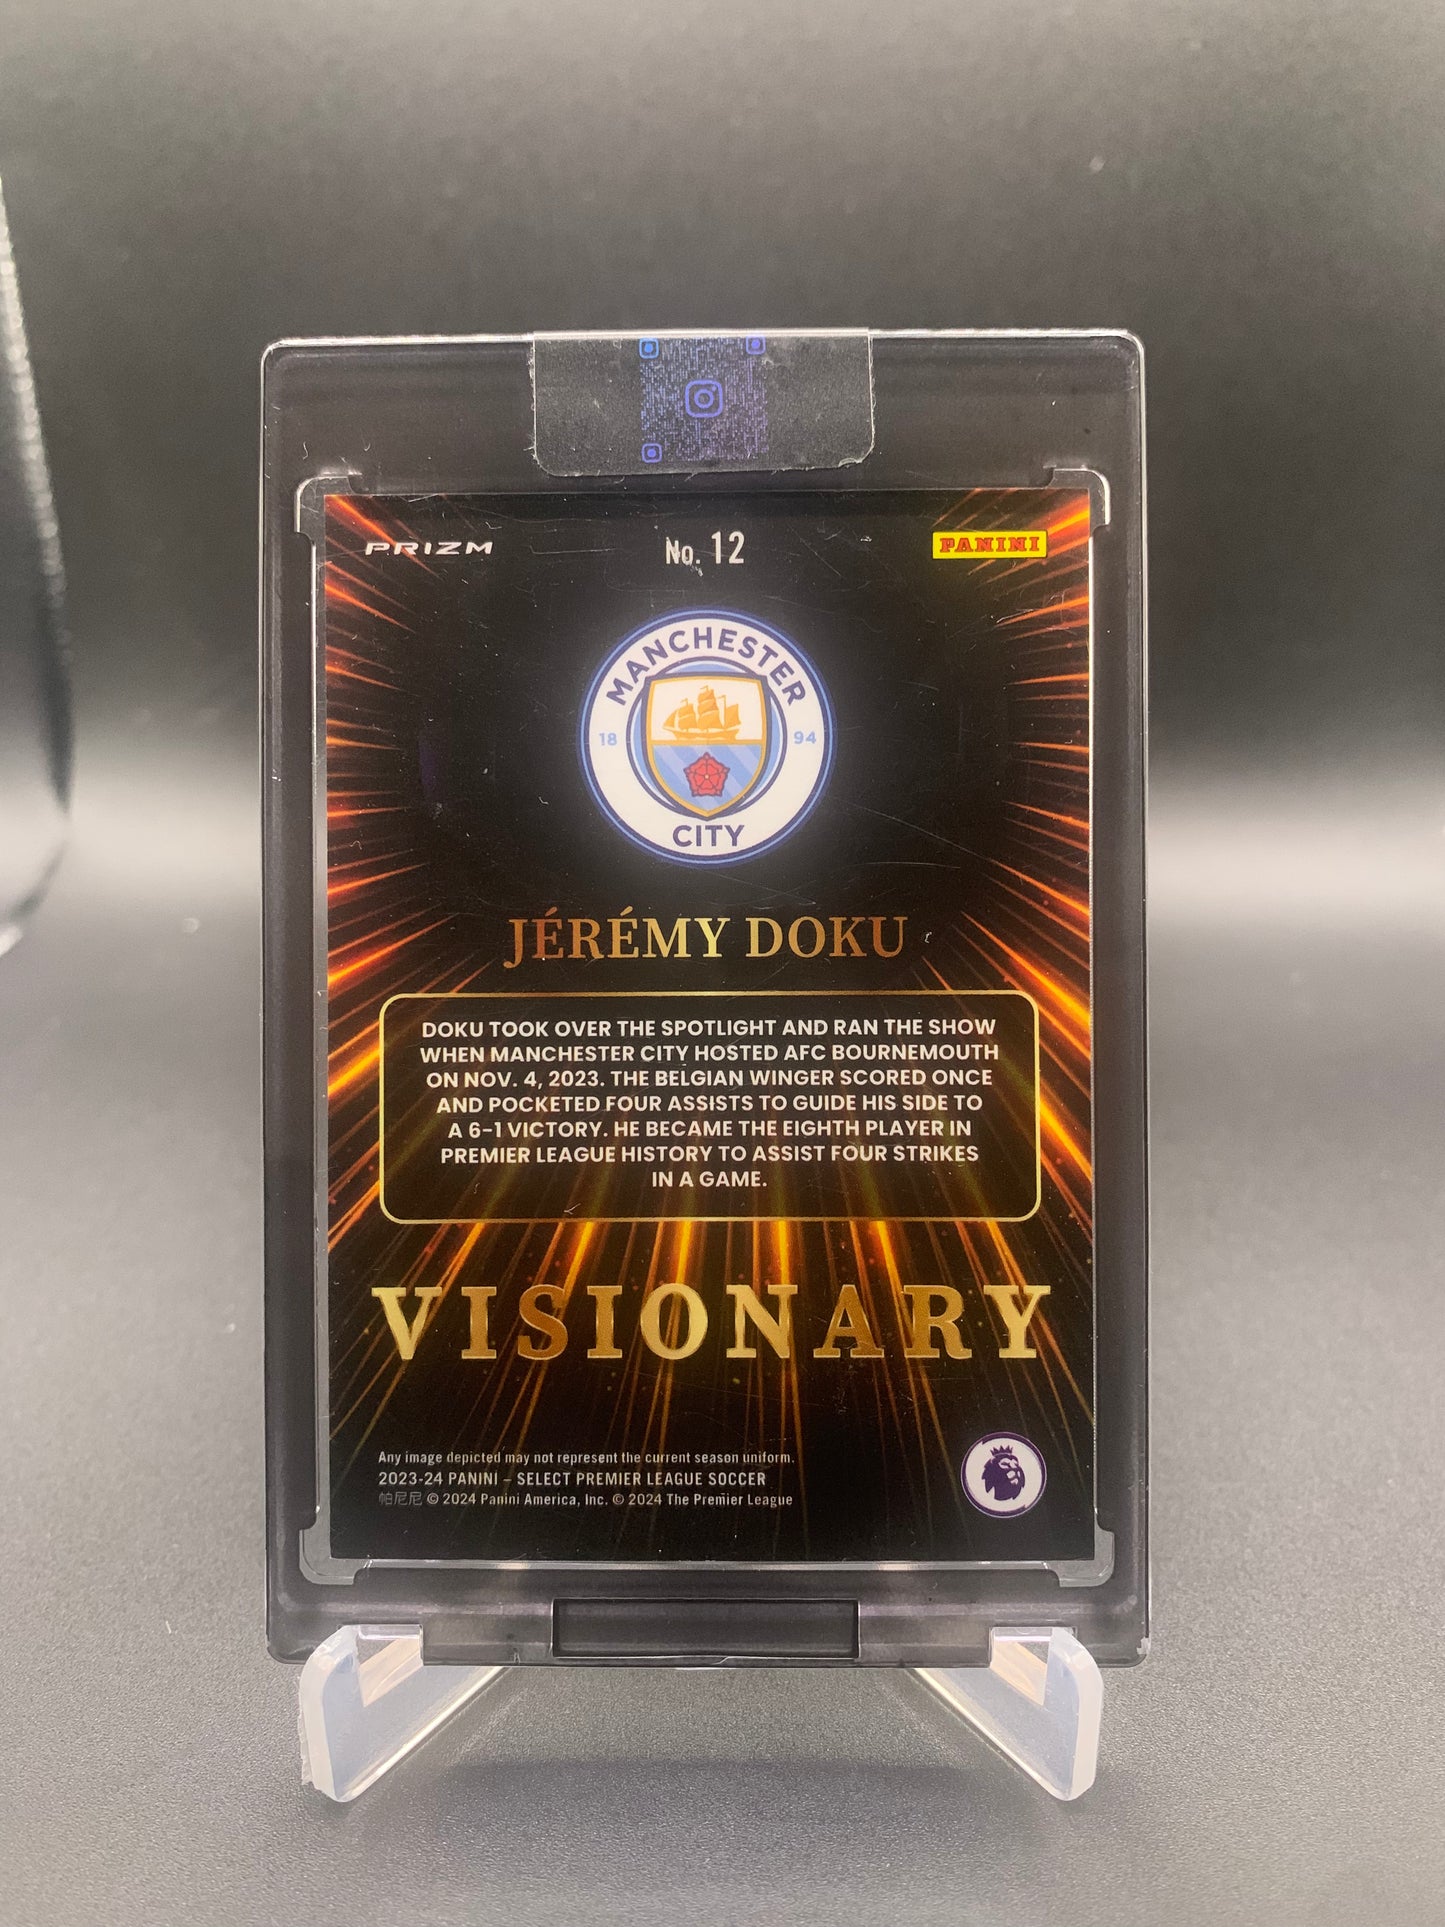 PRIZM
No. 12
PANINI
MANCHESTER
18 94
CITY
JÉRÉMY DOKU
DOKU TOOK OVER THE SPOTLIGHT AND RAN THE SHOW
WHEN MANCHESTER CITY HOSTED AFC BOURNEMOUTH
ON NOV. 4, 2023. THE BELGIAN WINGER SCORED ONCE
AND POCKETED FOUR ASSISTS TO GUIDE HIS SIDE TO
A 6-1 VICTORY. HE BECAME THE EIGHTH PLAYER IN
PREMIER LEAGUE HISTORY TO ASSIST FOUR STRIKES
IN A GAME.
VISIONARY
Any image depicted may not represent the current season uniform.
2023-24 PANINI – SELECT PREMIER LEAGUE SOCCER
帕尼尼 © 2024 Panini America, Inc. © 2024 The Premier League